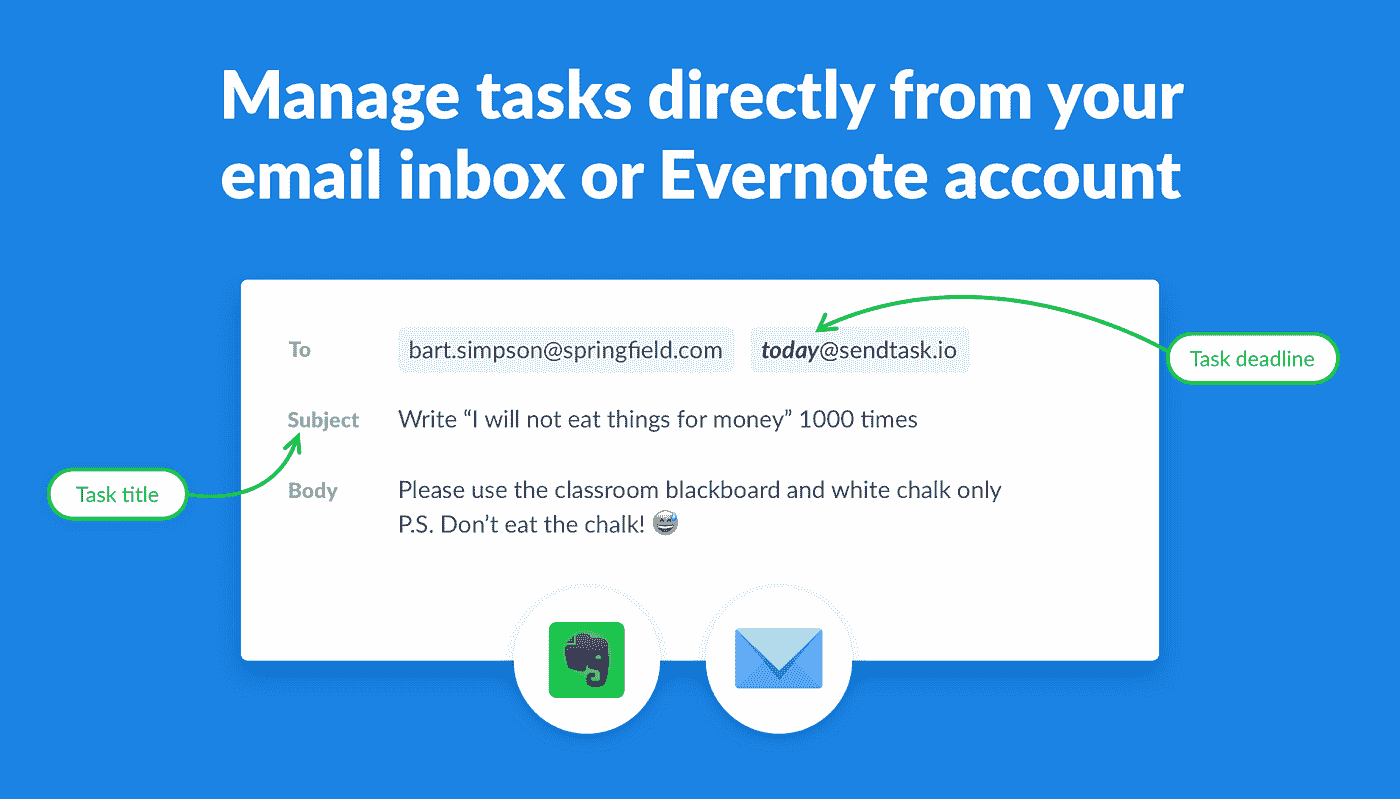 Manage tasks directly from your
email inbox or Evernote account
To bart.simpson@springfield.com today@sendtask.io
Task deadline
Subject Write “I will not eat things for money” 1000 times
Task title
Body Please use the classroom blackboard and white chalk only
P.S. Don’t eat the chalk! 😅